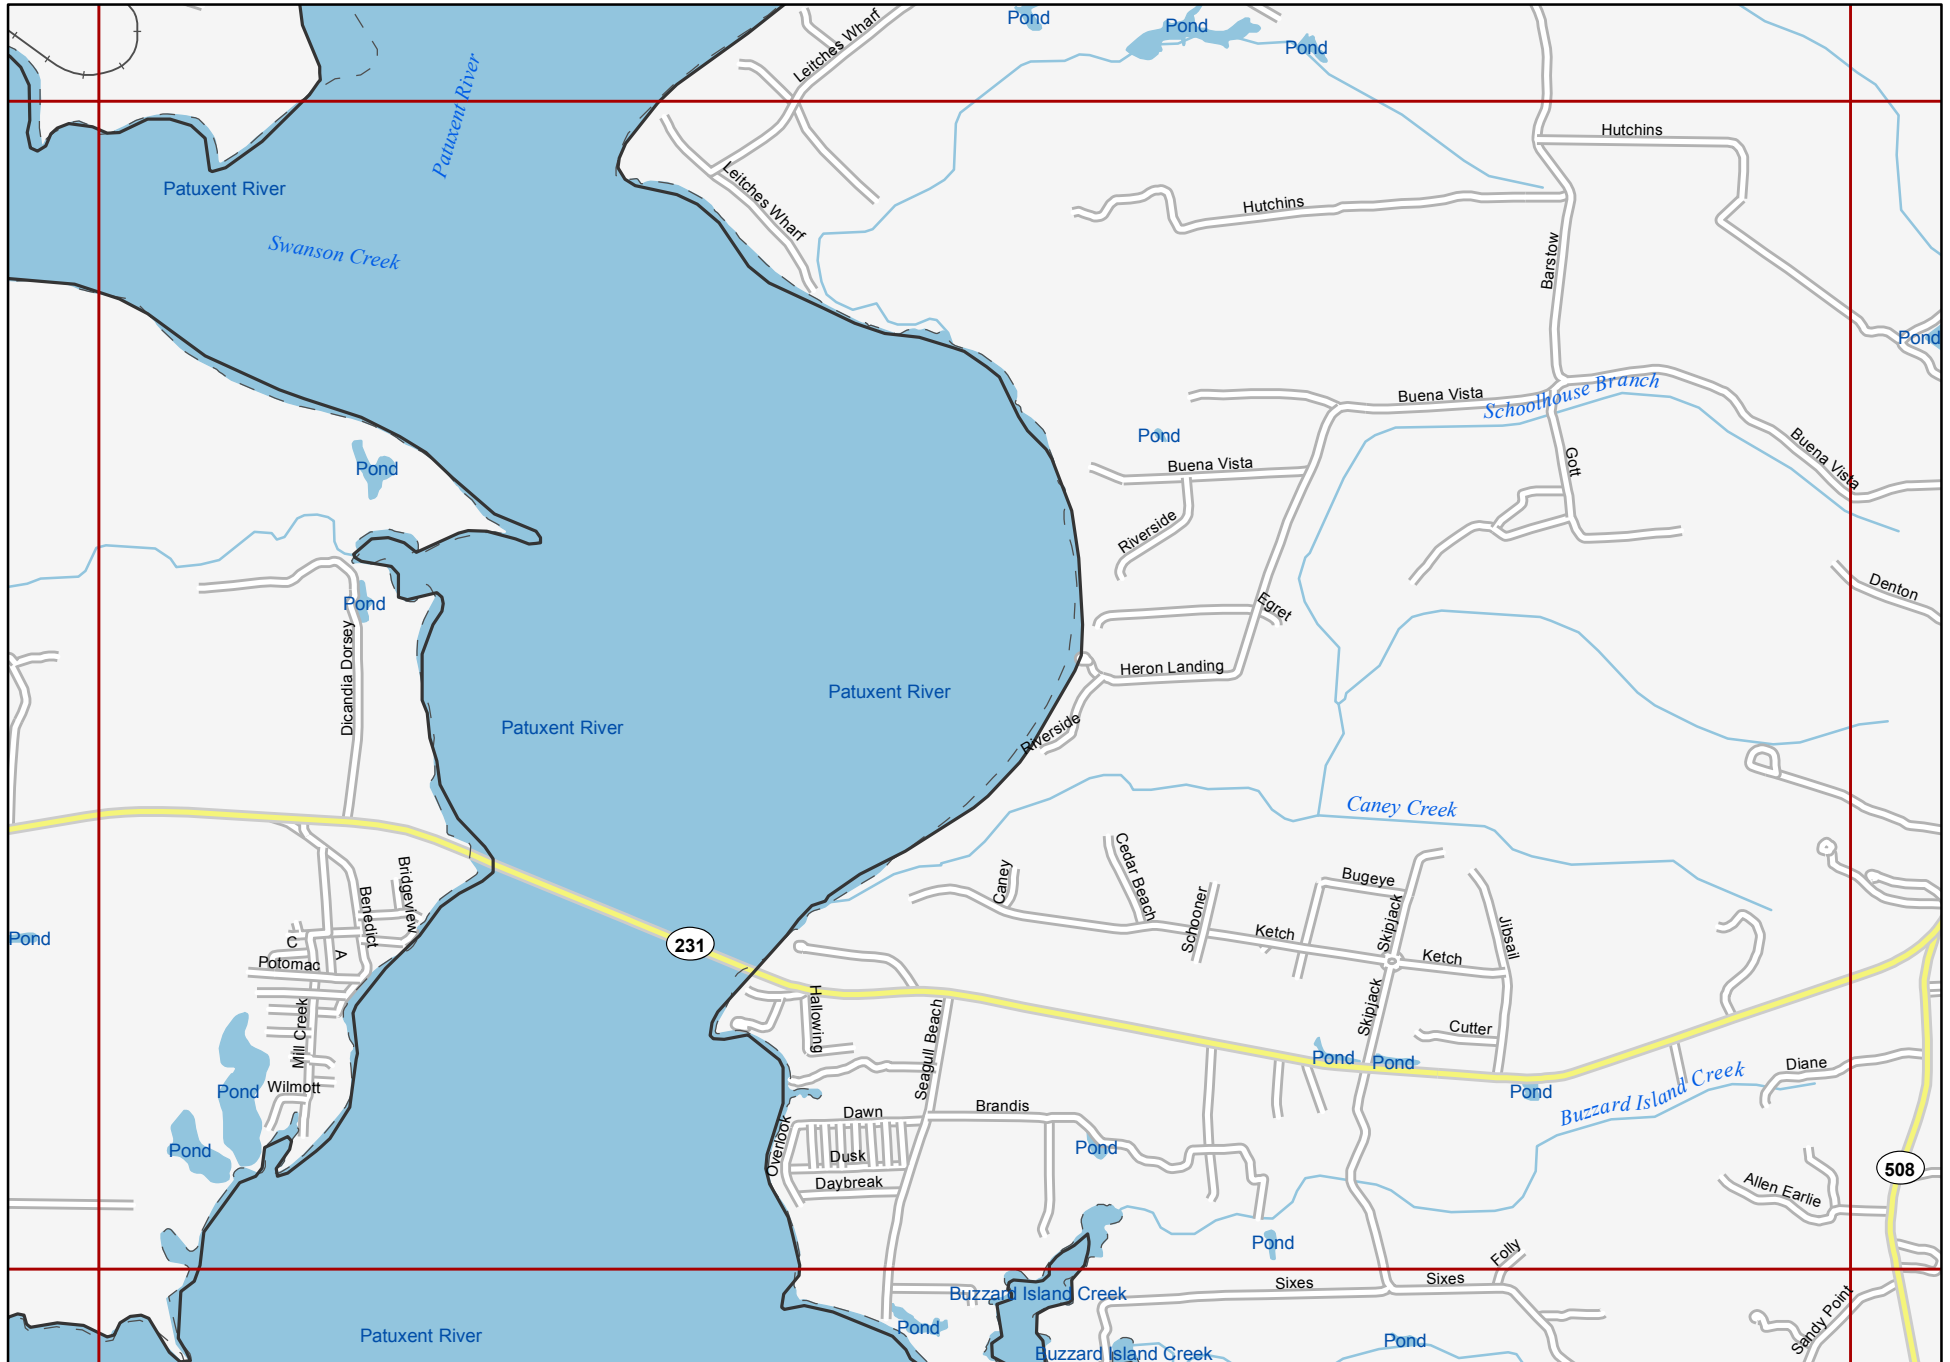 Pond
Pond
Pond
Leitches Wharf
Patuxent River
Hutchins
Patuxent River
Leitches Wharf
Hutchins
Swanson Creek
Barstow
Pond
Schoolhouse Branch
Buena Vista
Pond
Buena Vista
Buena Vista
Pond
Gott
Riverside
Denton
Pond
Egret
Dicandia Dorsey
Heron Landing
Patuxent River
Patuxent River
Riverside
Caney Creek
Caney
Cedar Beach
Bugeye
Bridgeview
Benedict
Schooner
Skipjack
Jibsail
Ketch
Ketch
Pond
C
A
231
Potomac
Mill Creek
Hallowing
Seagull Beach
Skipjack
Cutter
Pond
Pond
Diane
Pond
Wilmott
Pond
Buzzard Island Creek
Dawn
Brandis
Overlook
Pond
Pond
Dusk
508
Daybreak
Allen Earlie
Pond
Folly
Sixes
Sixes
Buzzard Island Creek
Sandy Point
Pond
Patuxent River
Pond
Buzzard Island Creek